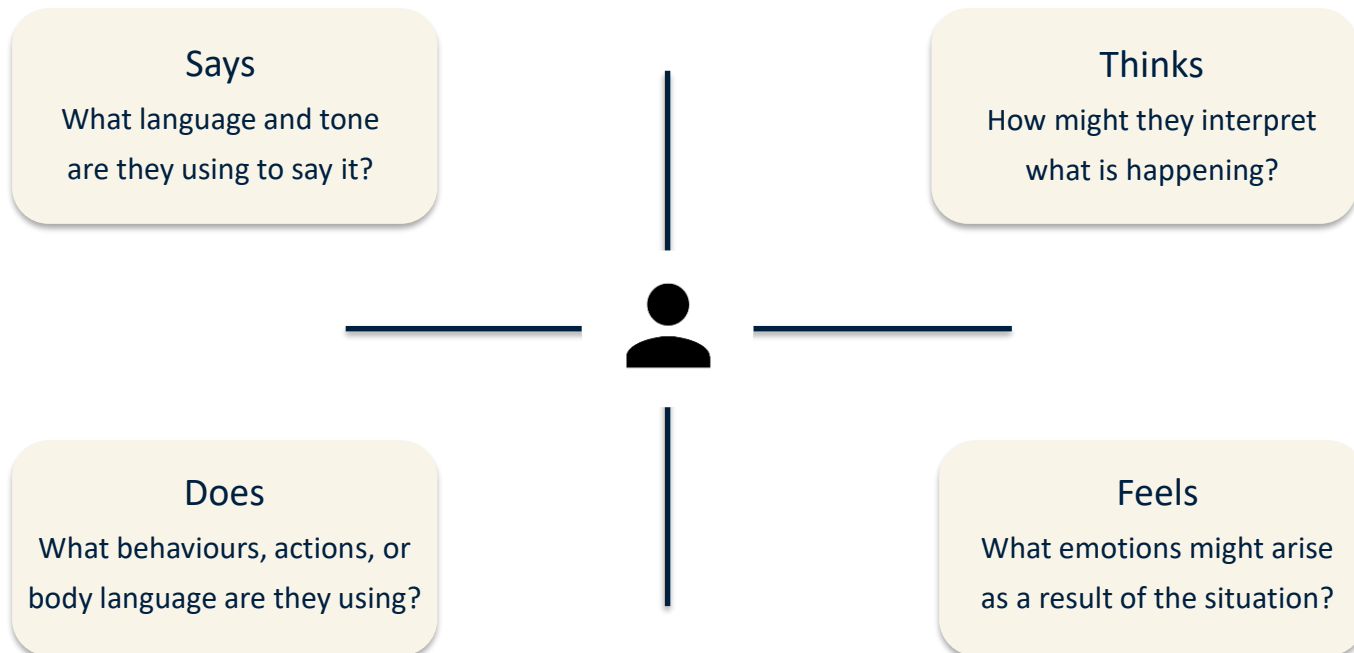 Says
What language and tone
are they using to say it?
Thinks
How might they interpret
what is happening?
Does
What behaviours, actions, or
body language are they using?
Feels
What emotions might arise
as a result of the situation?